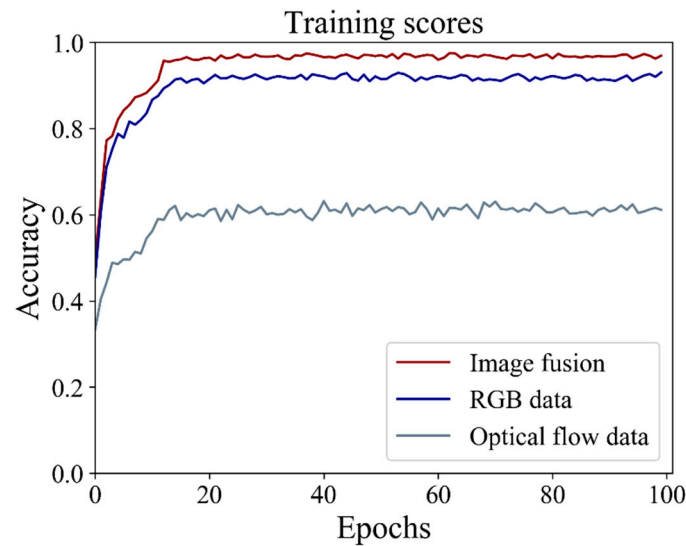 Training scores
1.0
0.8
0.6
0.4
0.2
0.0
Accuracy
Image fusion
RGB data
Optical flow data
0 20 40 60 80 100
Epochs